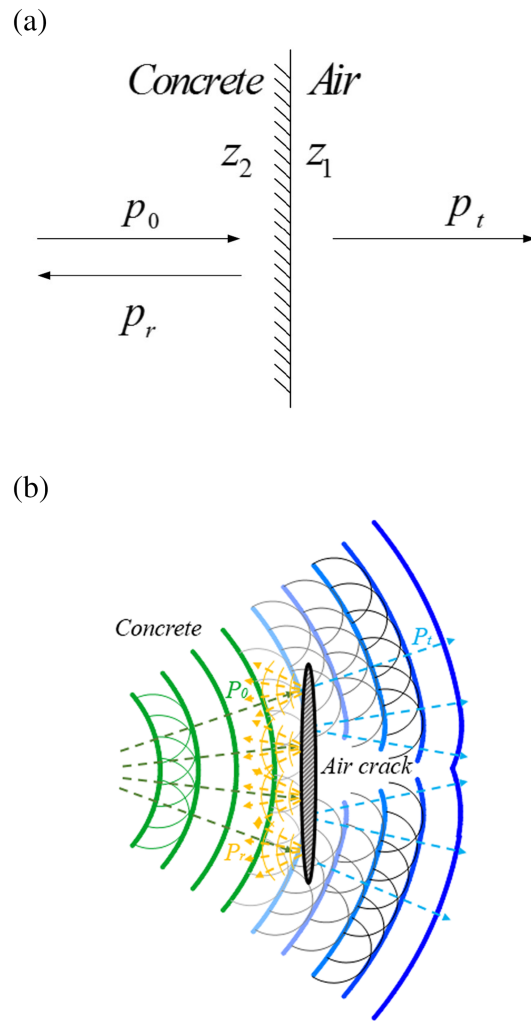 (a)
Concrete Air
z2 z1
p0 pt
pr
(b)
Concrete
Pt
P0
Air crack
Pr